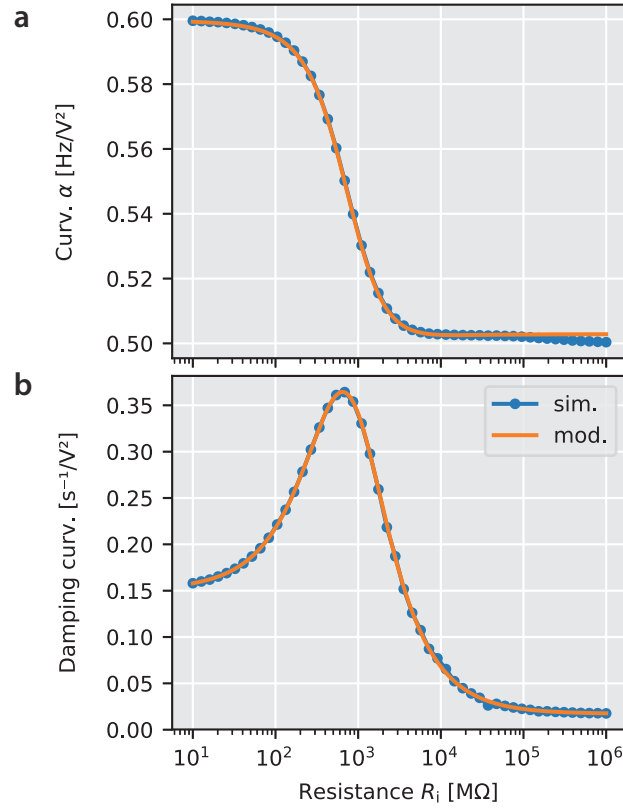 a
0.60
0.58
0.56
0.54
0.52
0.50
Curv. α [Hz/V²]
b
0.35
0.30
0.25
0.20
0.15
0.10
0.05
0.00
Damping curv. [s⁻¹/V²]
sim.
mod.
10¹ 10² 10³ 10⁴ 10⁵ 10⁶
Resistance Rᵢ [MΩ]